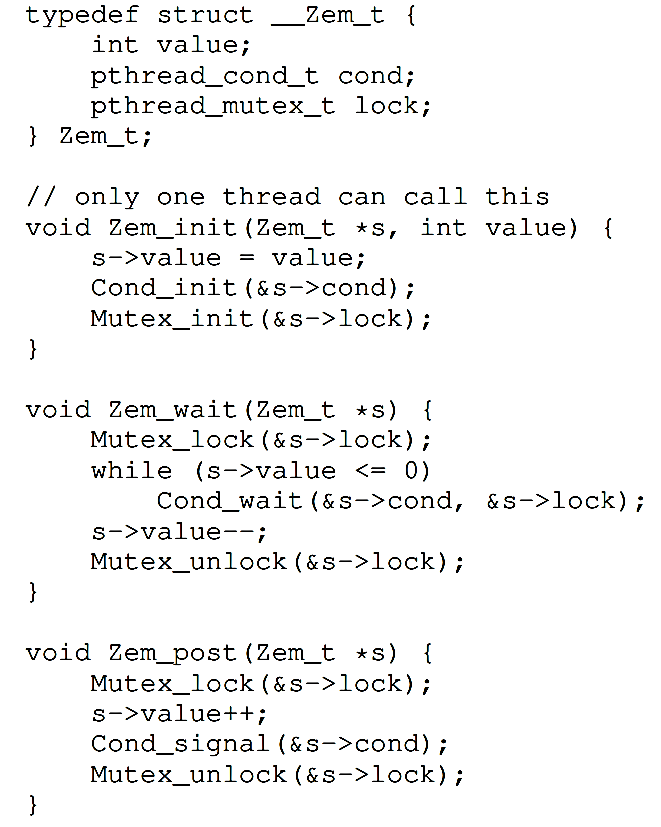 typedef struct __Zem_t {
    int value;
    pthread_cond_t cond;
    pthread_mutex_t lock;
} Zem_t;

// only one thread can call this
void Zem_init(Zem_t *s, int value) {
    s->value = value;
    Cond_init(&s->cond);
    Mutex_init(&s->lock);
}

void Zem_wait(Zem_t *s) {
    Mutex_lock(&s->lock);
    while (s->value <= 0)
        Cond_wait(&s->cond, &s->lock);
    s->value--;
    Mutex_unlock(&s->lock);
}

void Zem_post(Zem_t *s) {
    Mutex_lock(&s->lock);
    s->value++;
    Cond_signal(&s->cond);
    Mutex_unlock(&s->lock);
}